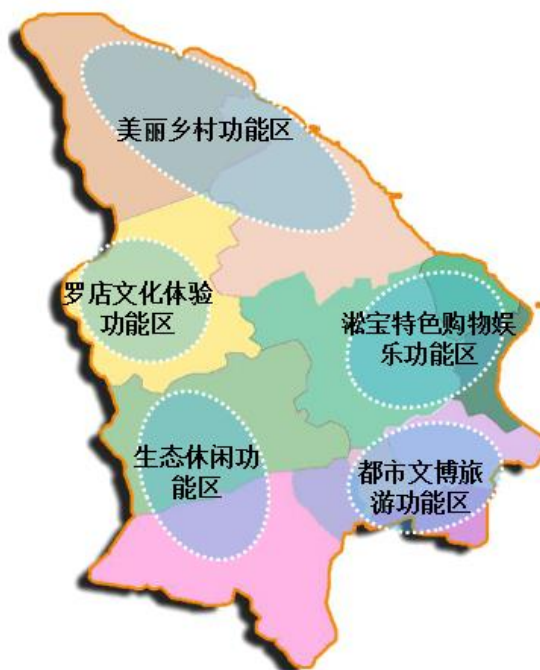 美丽乡村功能区
罗店文化体验
功能区
淞宝特色购物娱
乐功能区
生态休闲功
能区
都市文博旅
游功能区